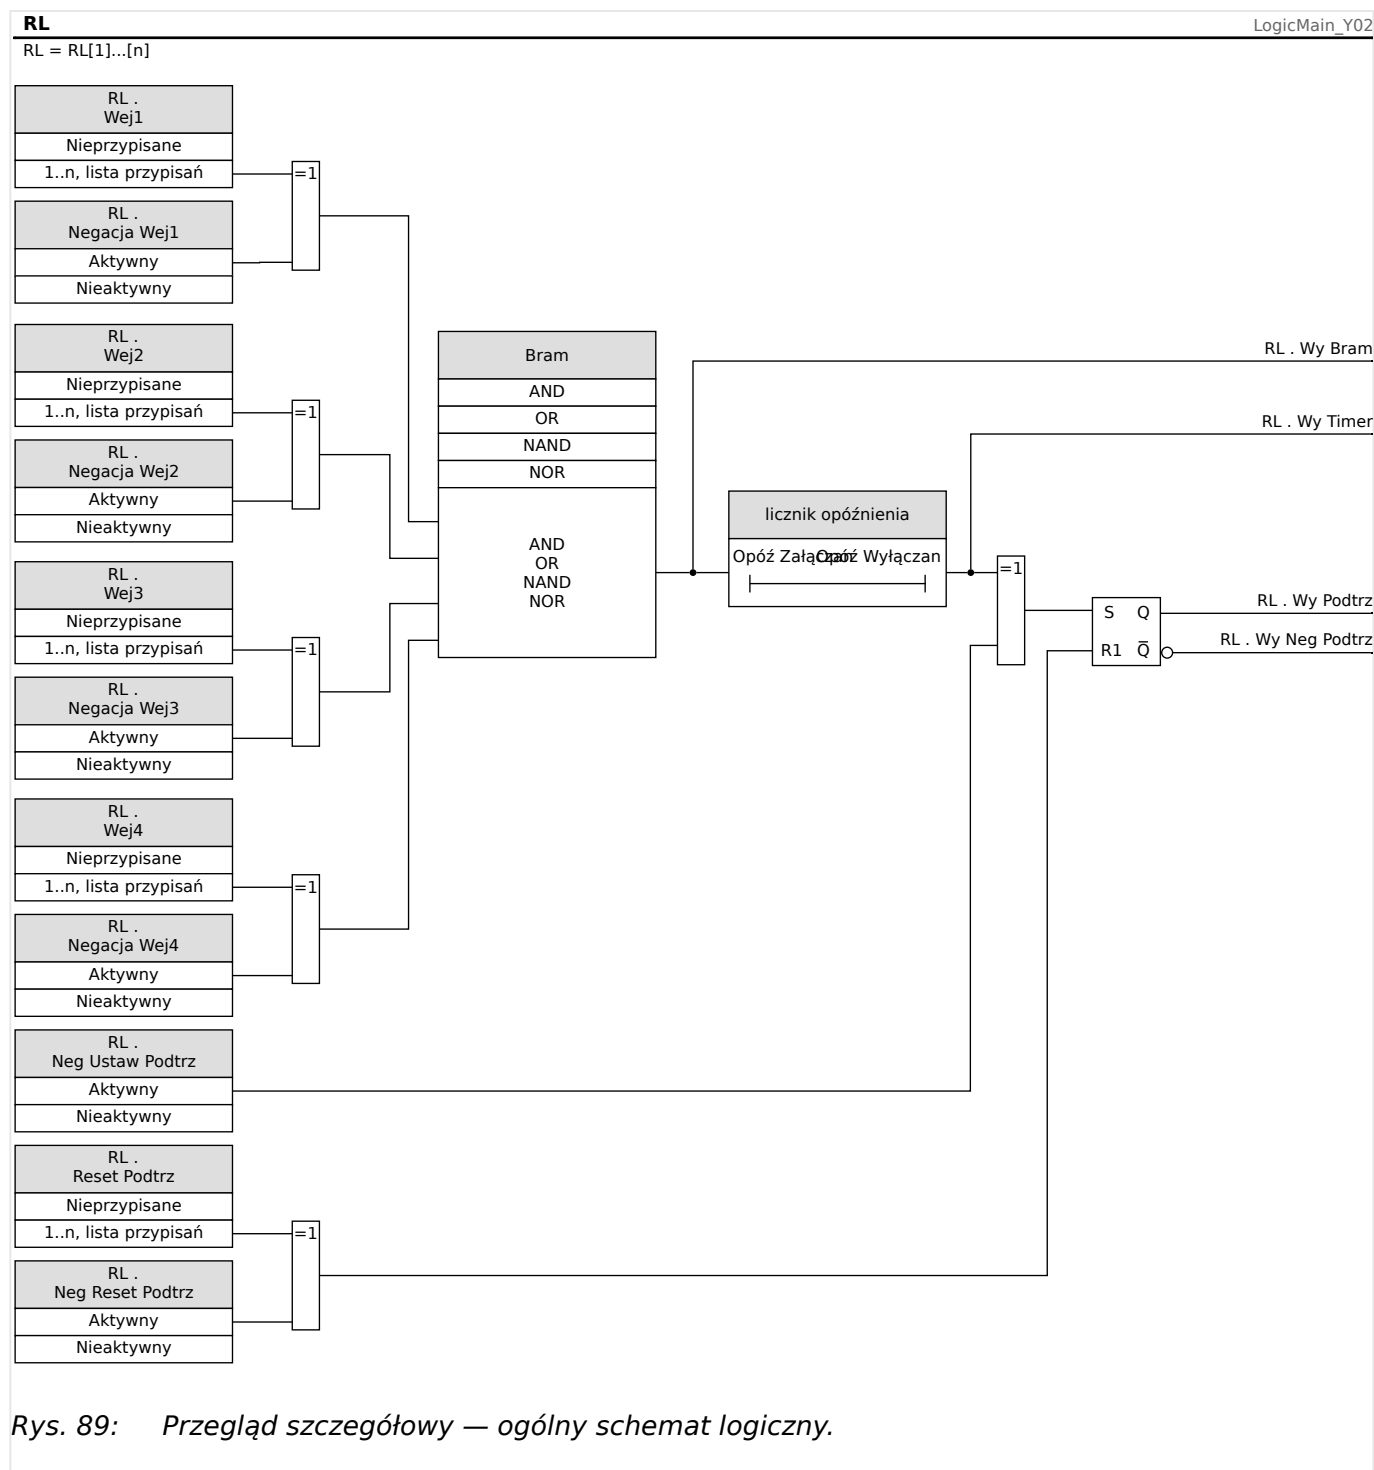 RL
LogicMain_Y02
RL = RL[1]...[n]
RL .
Wej1
Nieprzypisane
1..n, lista przypisań
=1
RL .
Negacja Wej1
Aktywny
Nieaktywny
RL .
Wej2
Nieprzypisane
1..n, lista przypisań
=1
RL .
Negacja Wej2
Aktywny
Nieaktywny
RL .
Wej3
Nieprzypisane
1..n, lista przypisań
=1
RL .
Negacja Wej3
Aktywny
Nieaktywny
RL .
Wej4
Nieprzypisane
1..n, lista przypisań
=1
RL .
Negacja Wej4
Aktywny
Nieaktywny
RL .
Neg Ustaw Podtrz
Aktywny
Nieaktywny
RL .
Reset Podtrz
Nieprzypisane
1..n, lista przypisań
=1
RL .
Neg Reset Podtrz
Aktywny
Nieaktywny
Bram
AND
OR
NAND
NOR
AND
OR
NAND
NOR
RL . Wy Bram
RL . Wy Timer
licznik opóźnienia
Opóź Załączan
Opóź Wyłączan
=1
S Q
R1 Q̅
RL . Wy Podtrz
RL . Wy Neg Podtrz
Rys. 89: Przegląd szczegółowy — ogólny schemat logiczny.